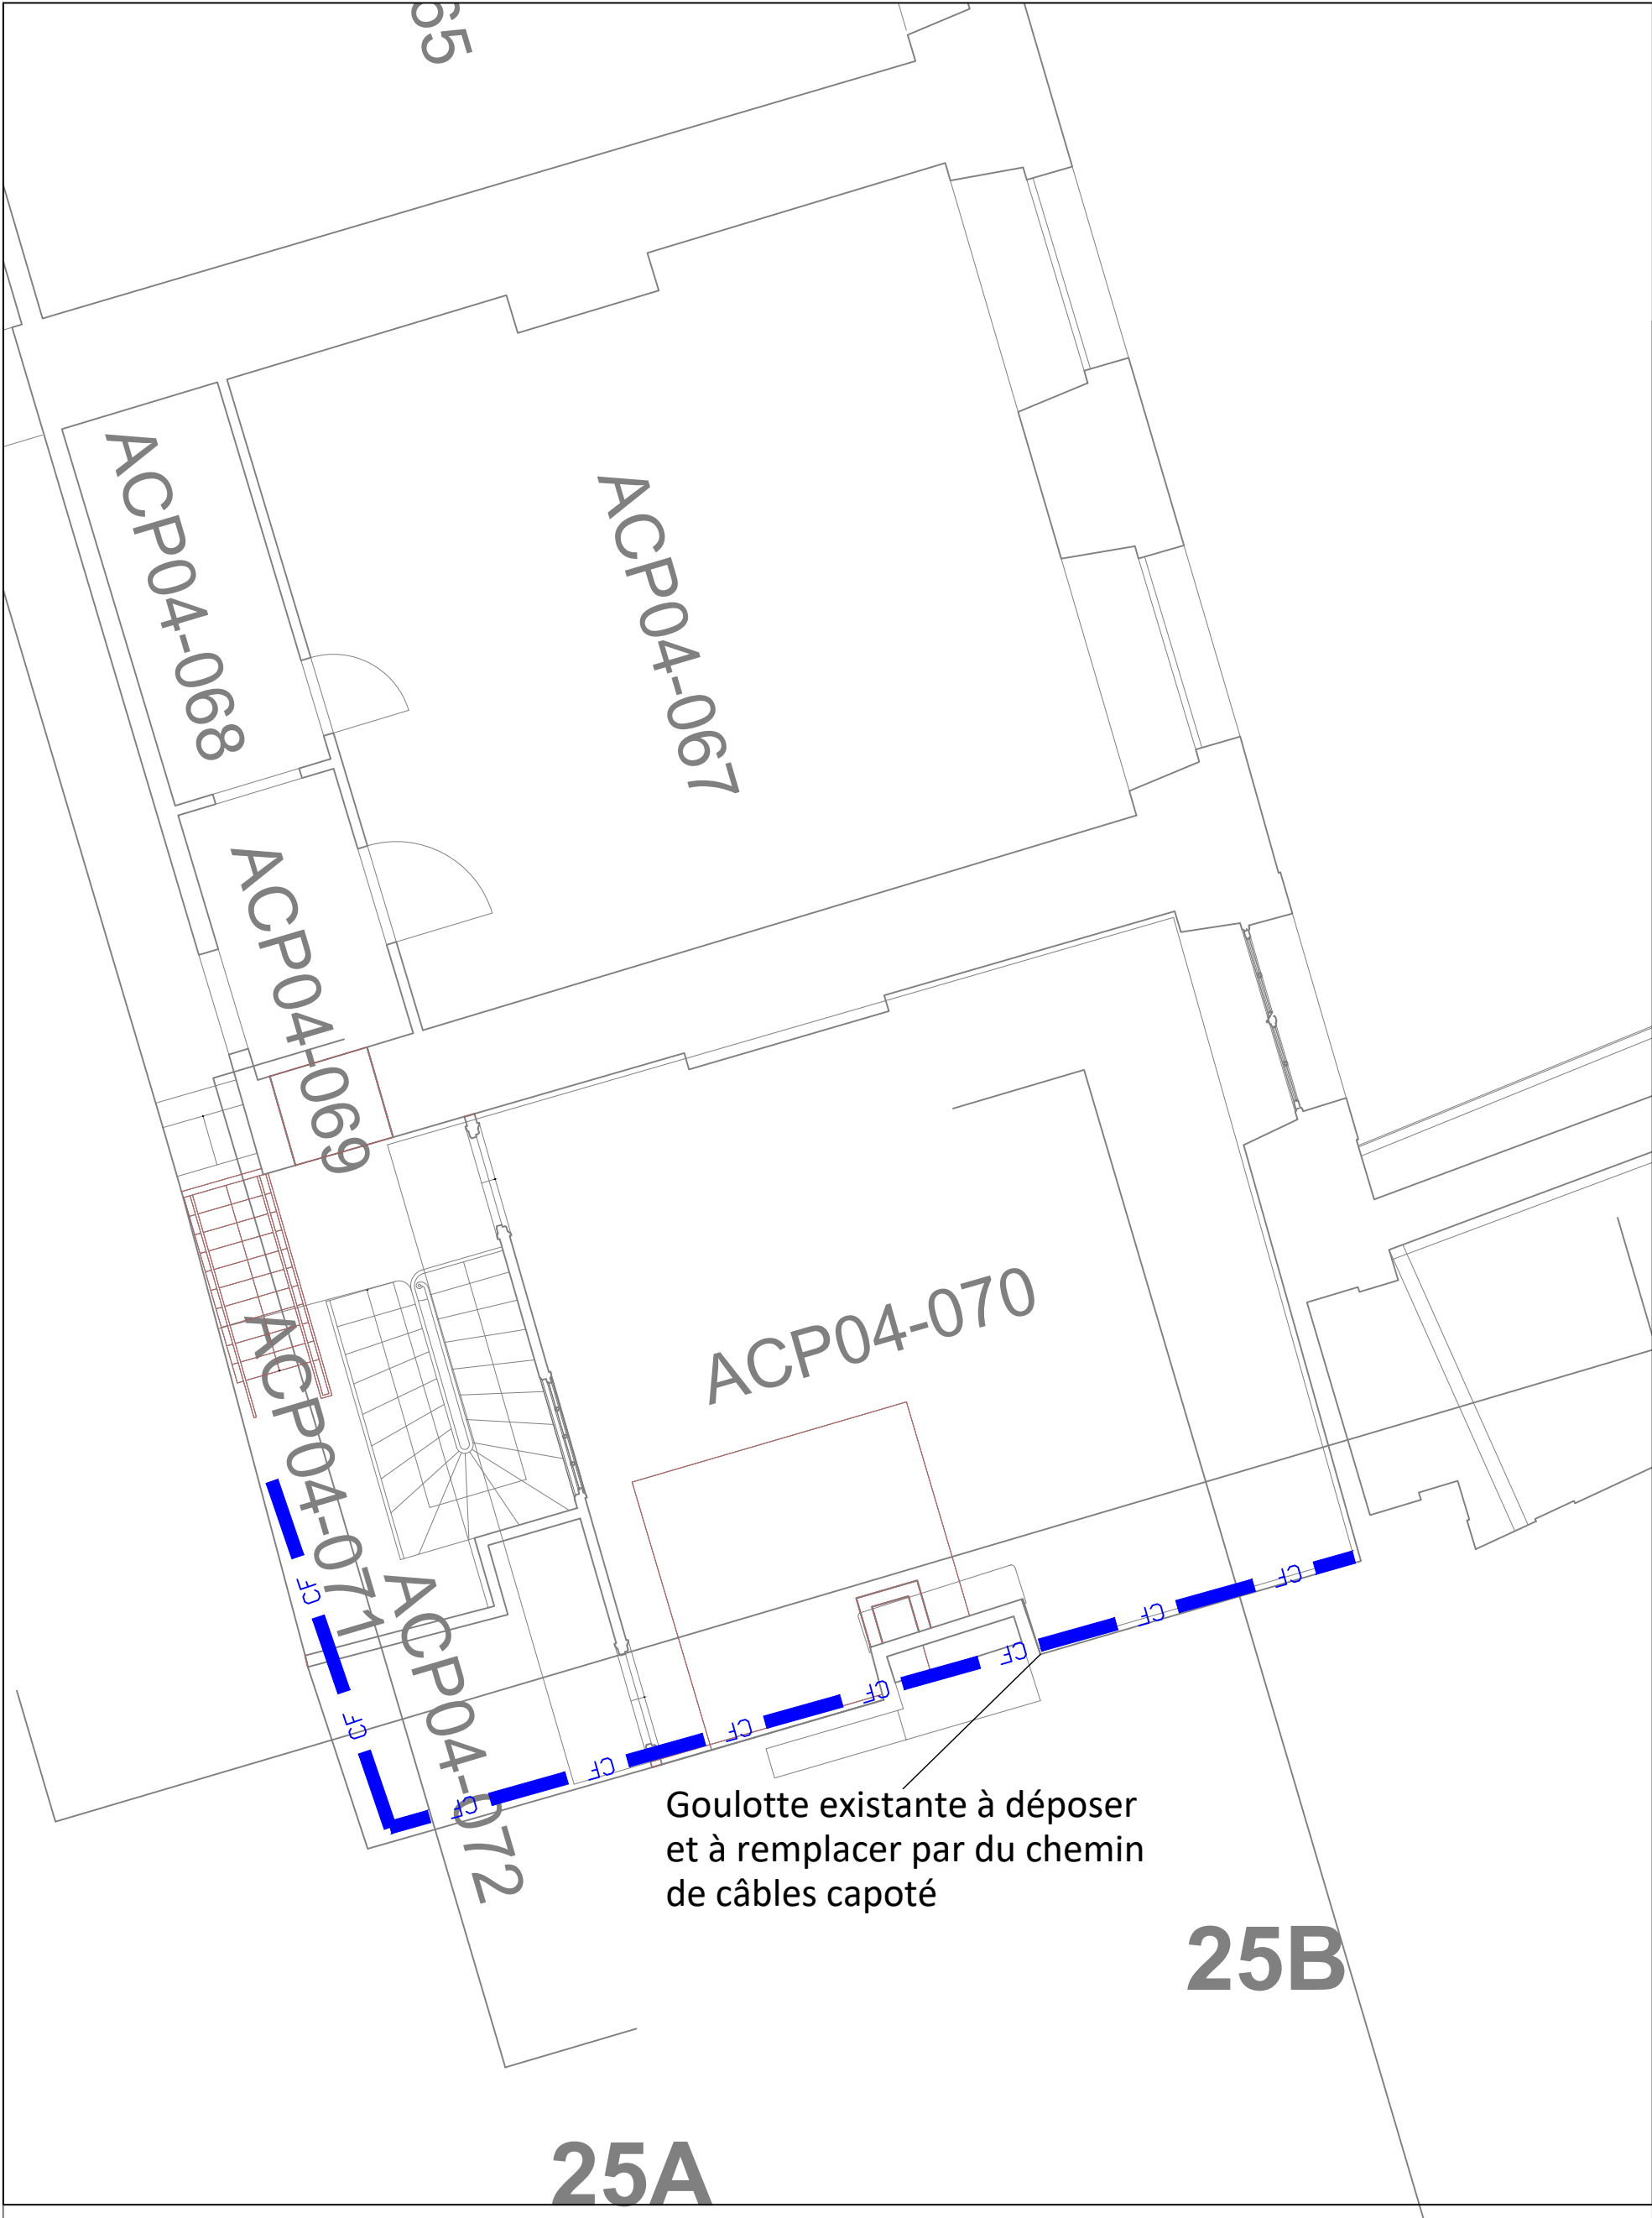 65
ACP04-068
ACP04-067
ACP04-069
ACP04-070
ACP04-071
ACP04-072
CF
CF
CF
CF
CF
CF
CF
CF
CF
Goulotte existante à déposer
et à remplacer par du chemin
de câbles capoté
25B
25A